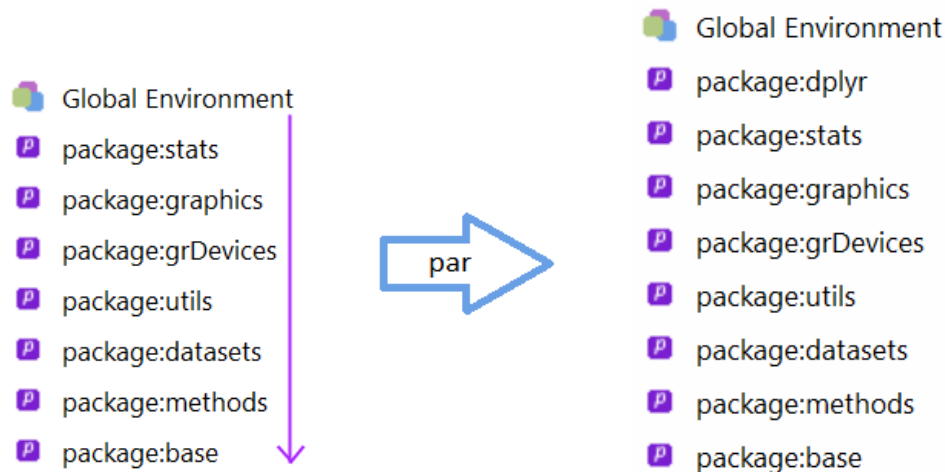 Global Environment
package:stats
package:graphics
package:grDevices
package:utils
package:datasets
package:methods
package:base
par
Global Environment
package:dplyr
package:stats
package:graphics
package:grDevices
package:utils
package:datasets
package:methods
package:base